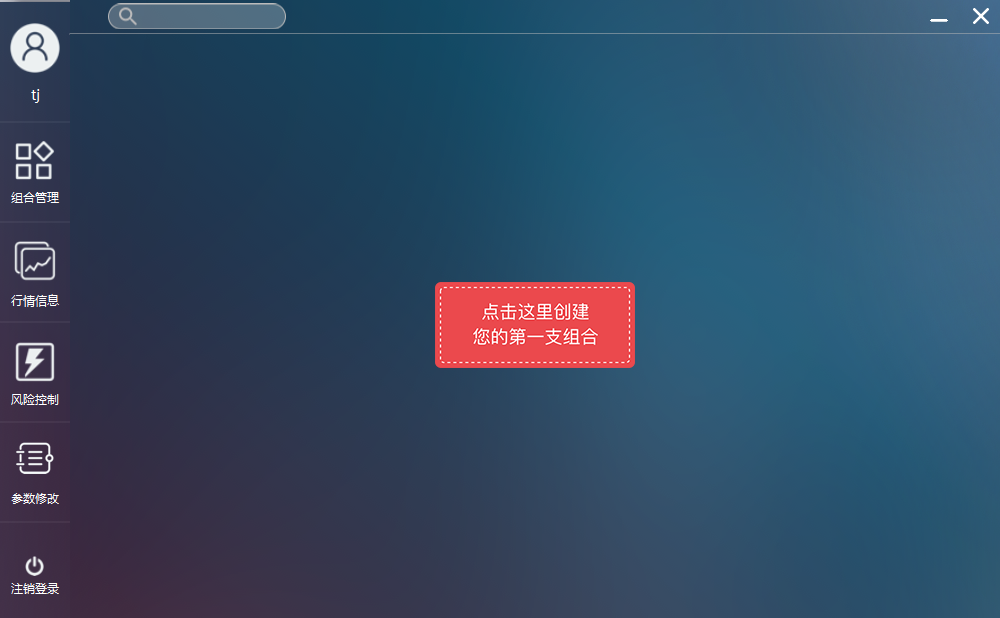 tj
组合管理
行情信息
风险控制
参数修改
注销登录
点击这里创建
您的第一支组合